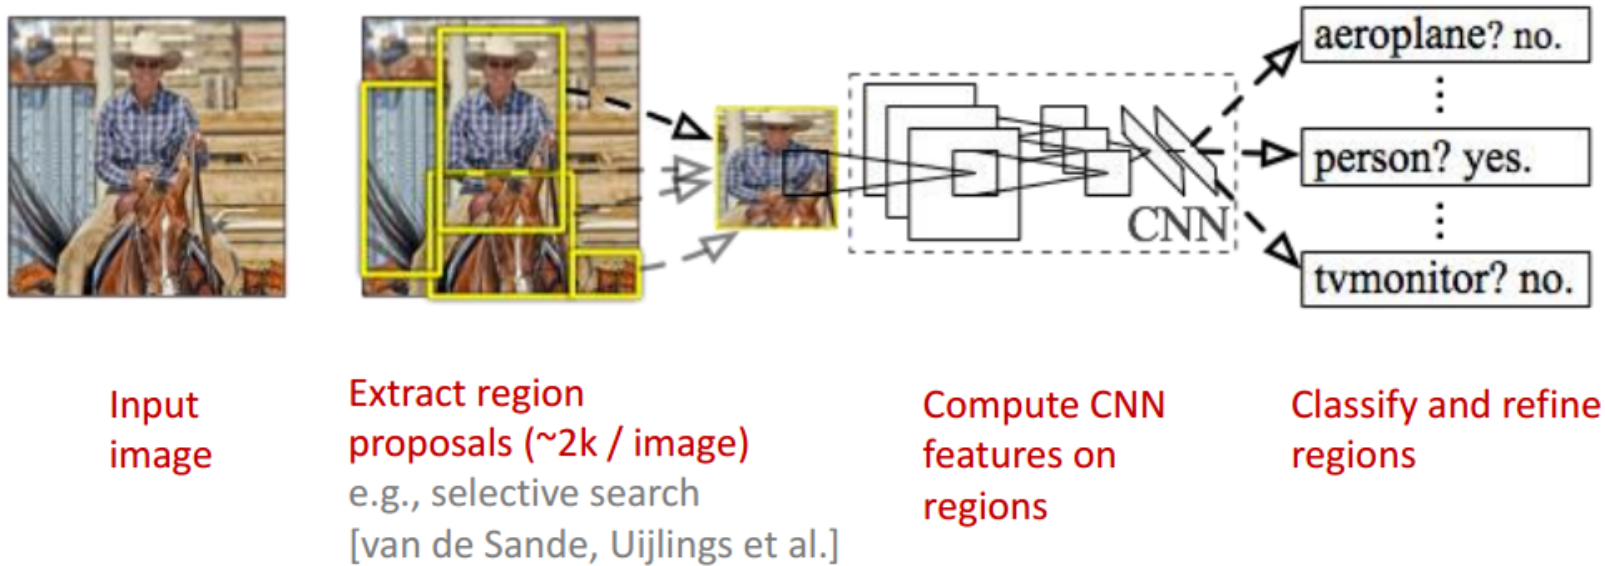 aeroplane? no.
person? yes.
CNN
tvmonitor? no.
Input
image
Extract region
proposals (~2k / image)
e.g., selective search
[van de Sande, Uijlings et al.]
Compute CNN
features on
regions
Classify and refine
regions